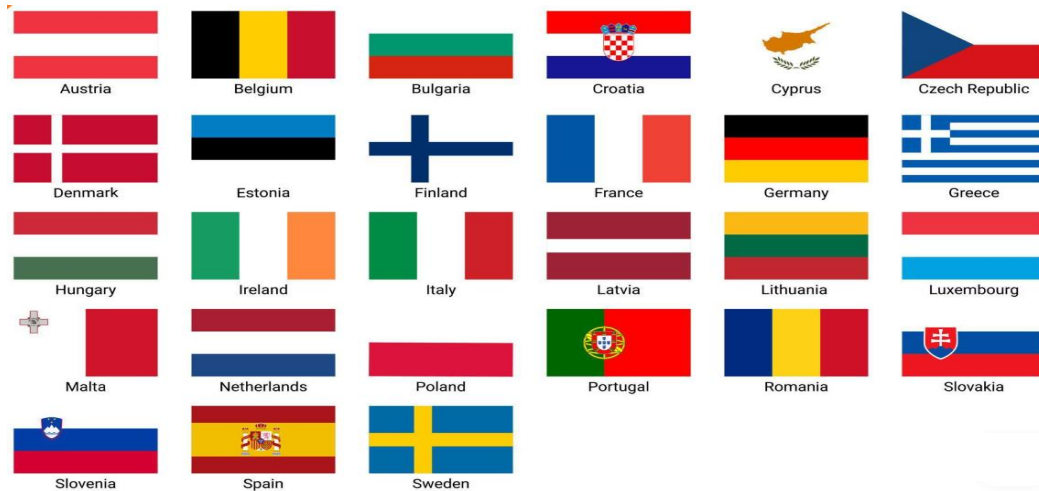 Austria Belgium Bulgaria Croatia Cyprus Czech Republic
Denmark Estonia Finland France Germany Greece
Hungary Ireland Italy Latvia Lithuania Luxembourg
Malta Netherlands Poland Portugal Romania Slovakia
Slovenia Spain Sweden